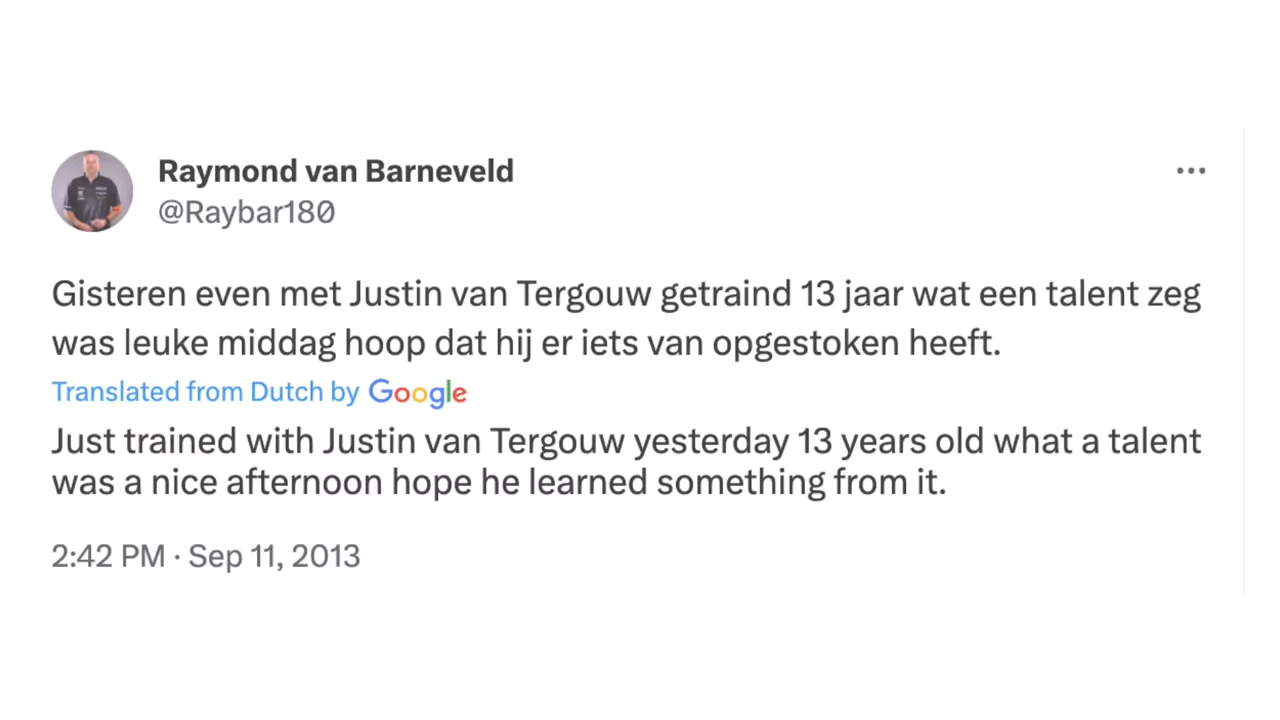 Raymond van Barneveld
@Raybar180
Gisteren even met Justin van Tergouw getraind 13 jaar wat een talent zeg
was leuke middag hoop dat hij er iets van opgestoken heeft.
Translated from Dutch by Google
Just trained with Justin van Tergouw yesterday 13 years old what a talent
was a nice afternoon hope he learned something from it.
2:42 PM · Sep 11, 2013